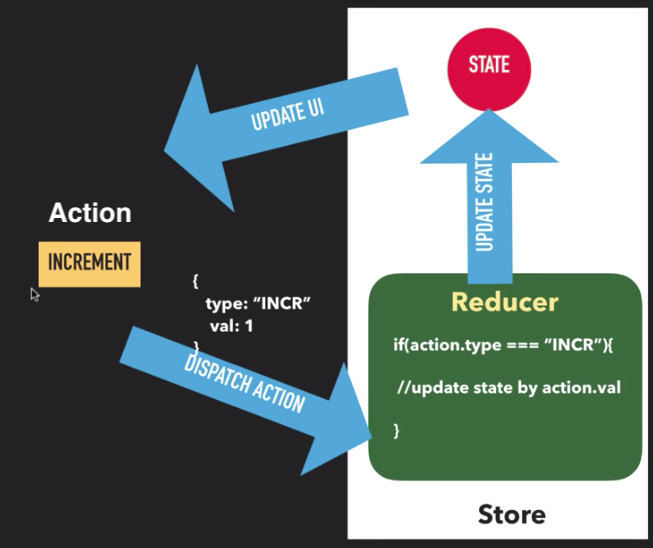 STATE
UPDATE UI
UPDATE STATE
Action
INCREMENT
{
type: “INCR”
val: 1
}
DISPATCH ACTION
Reducer
if(action.type === “INCR”){
//update state by action.val
}
Store